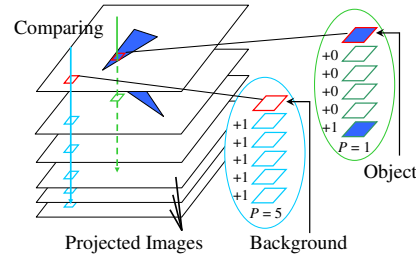 Comparing
+0
+0
+0
+0
+1
P = 1
Object
+1
+1
+1
+1
+1
P = 5
Projected Images
Background